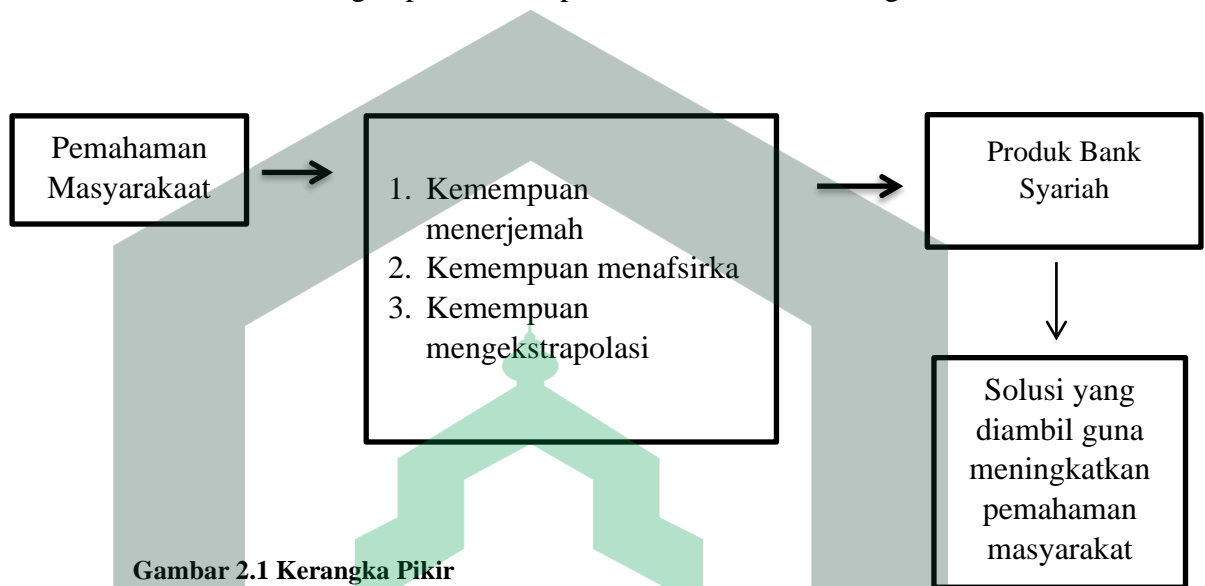 Pemahaman
Masyarakaat
1. Kemempuan
menerjemah
2. Kemempuan menafsirka
3. Kemempuan
mengekstrapolasi
Produk Bank
Syariah
Solusi yang
diambil guna
meningkatkan
pemahaman
masyarakat
Gambar 2.1 Kerangka Pikir